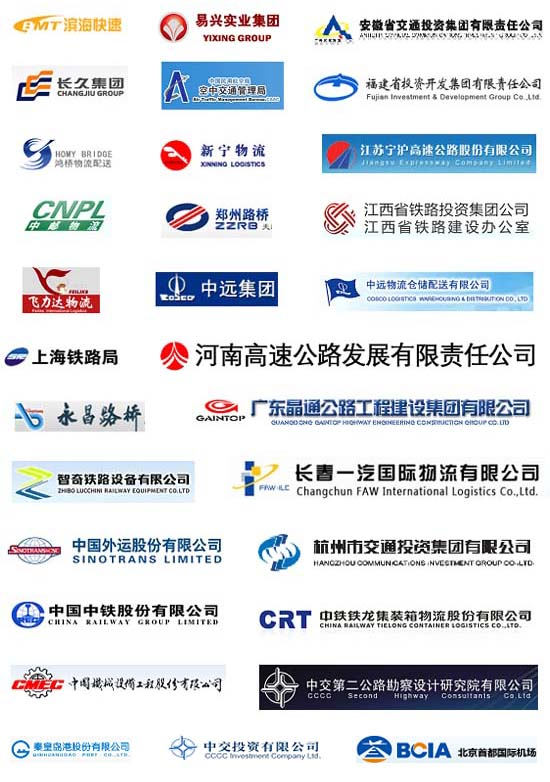 BMT 滨海快速
易兴实业集团
YIXING GROUP
安徽省交通投资集团有限责任公司
长久集团
CHANGJIU GROUP
中国民用航空局
空中交通管理局
Air Traffic Management Bureau, CAAC
福建省投资开发集团有限责任公司
Fujian Investment & Development Group Co.,Ltd.
HOMY BRIDGE
鸿桥物流配送
新宁物流
XINNING LOGISTICS
江苏宁沪高速公路股份有限公司
Jiangsu Expressway Company Limited
CNPL
中邮物流
郑州路桥
ZZRB
江西省铁路投资集团公司
江西省铁路建设办公室
FEILIKS
飞力达物流
Feiliks International Logistics
COSCO
中远集团
中远物流仓储配送有限公司
COSCO LOGISTICS WAREHOUSING & DISTRIBUTION CO., LTD
SR 上海铁路局
河南高速公路发展有限责任公司
永昌路桥
GAINTOP
广东晶通公路工程建设集团有限公司
GUANGDONG GAINTOP HIGHWAY ENGINEERING CONSTRUCTION GROUP CO.LTD
智奇铁路设备有限公司
ZHIBO LUCCHINI RAILWAY EQUIPMENT CO.LTD
FAW-ILC
长春一汽国际物流有限公司
Changchun FAW International Logistics Co.,Ltd.
SINOTRANS&CSC
中国外运股份有限公司
SINOTRANS LIMITED
杭州市交通投资集团有限公司
HANGZHOU COMMUNICATIONS INVESTMENT GROUP CO.,LTD.
CREC
中国中铁股份有限公司
CHINA RAILWAY GROUP LIMITED
CRT
中铁铁龙集装箱物流股份有限公司
CHINA RAILWAY TIELONG CONTAINER LOGISTICS CO.,LTD.
CMEC
中国机械设备工程股份有限公司
中交第二公路勘察设计研究院有限公司
CCCC Second Highway Consultants Co.Ltd
秦皇岛港股份有限公司
QINHUANGDAO PORT CO.,LTD.
中交投资有限公司
CCCC Investment Company Ltd.
BCIA 北京首都国际机场